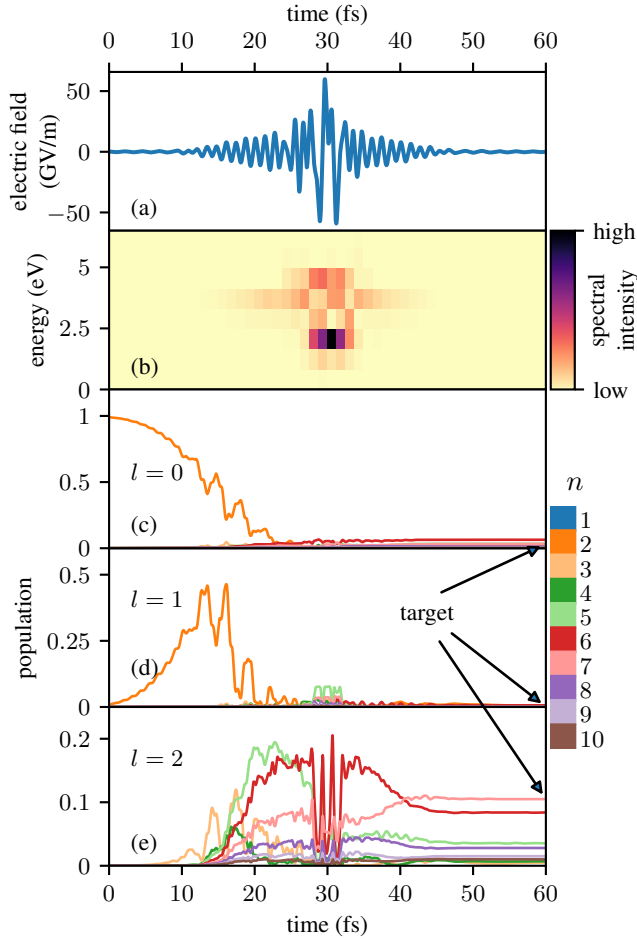 time (fs)
0 10 20 30 40 50 60
electric field
(GV/m)
50
0
−50
(a)
energy (eV)
5
2.5
0
(b)
high
low
spectral
intensity
1
0.5
0
l = 0
(c)
n
1
2
3
4
5
6
7
8
9
10
population
0.5
0.25
0
l = 1
(d)
target
0.2
0.1
0
l = 2
(e)
0 10 20 30 40 50 60
time (fs)